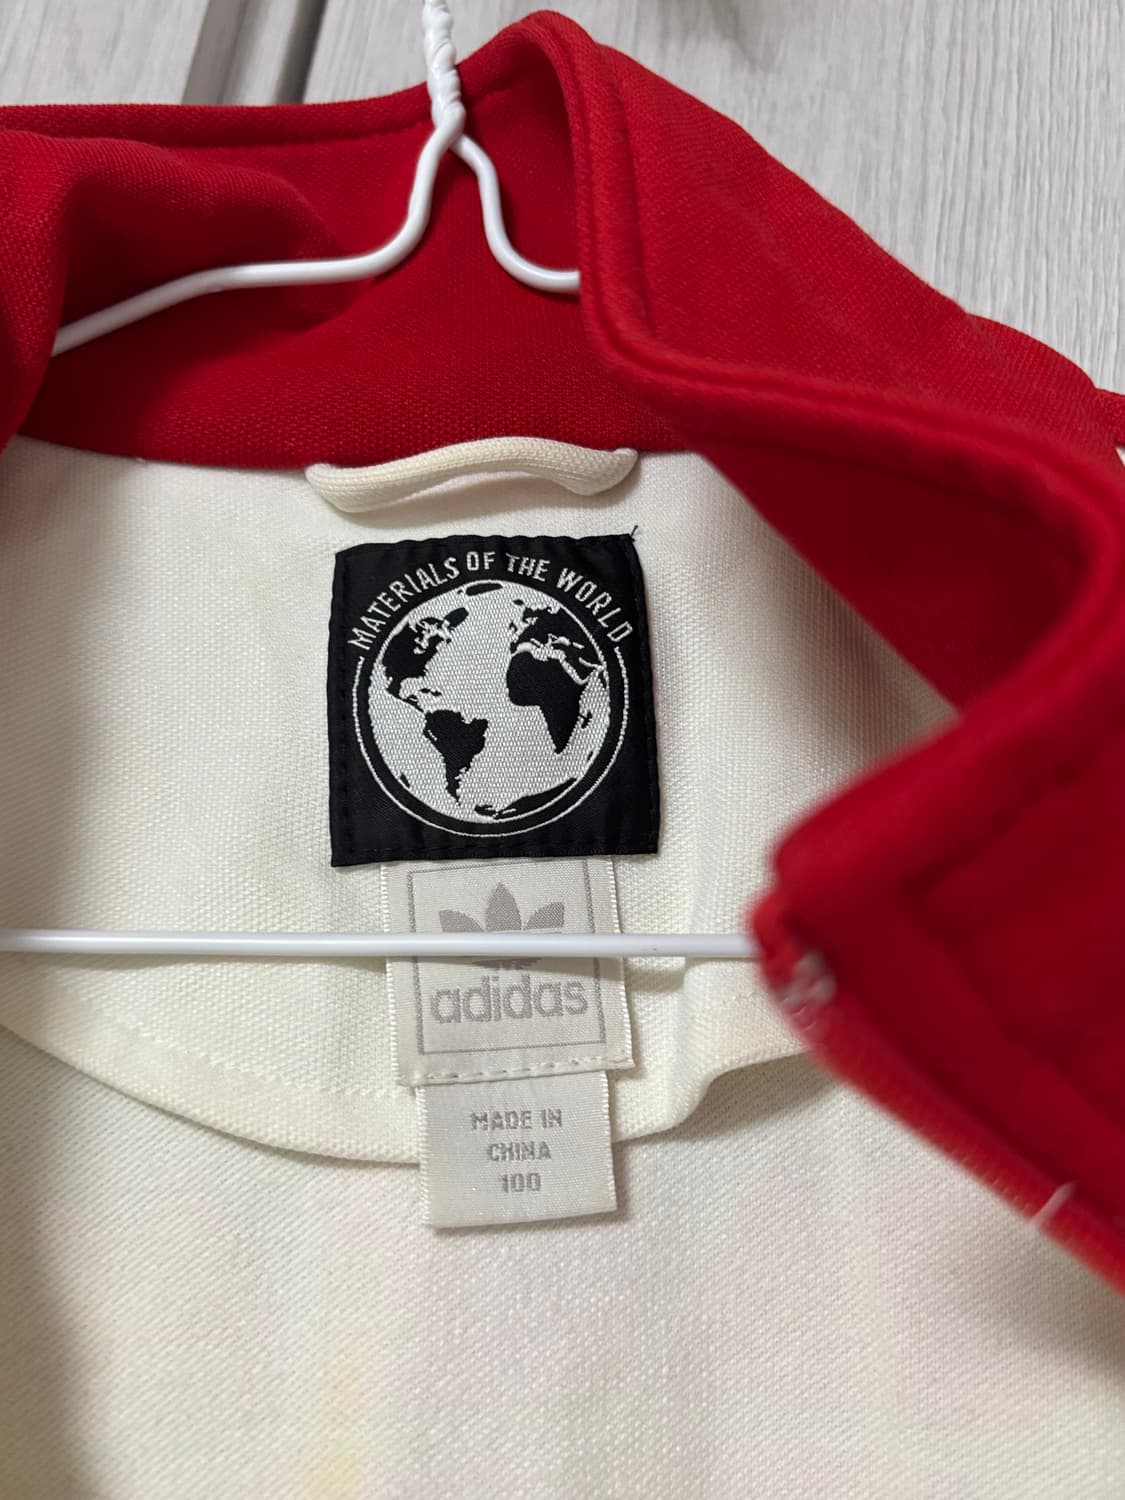 MATERIALS OF THE WORLD
adidas
MADE IN
CHINA
100